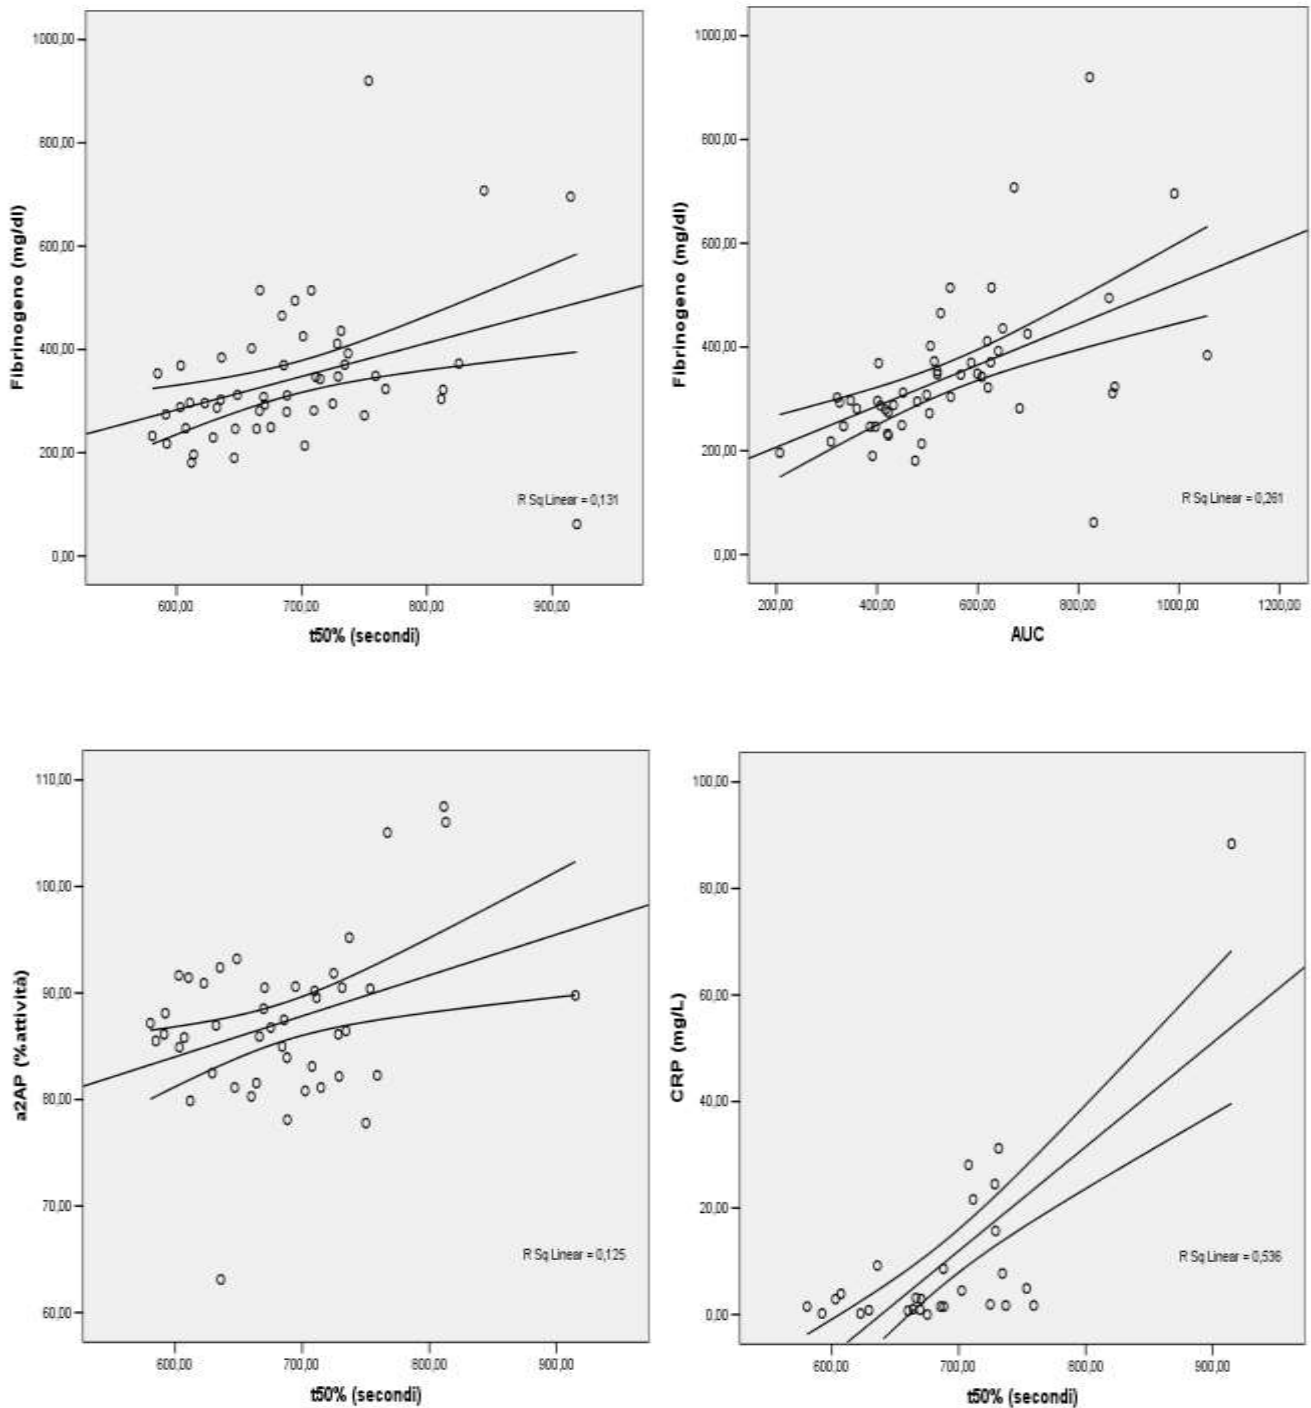 1000,00
800,00
600,00
400,00
200,00
0,00
Fibrinogeno (mg/dl)
R Sq Linear = 0,131
600,00 700,00 800,00 900,00
t50% (secondi)
1000,00
800,00
600,00
400,00
200,00
0,00
Fibrinogeno (mg/dl)
R Sq Linear = 0,261
200,00 400,00 600,00 800,00 1000,00 1200,00
AUC
110,00
100,00
90,00
80,00
70,00
60,00
a2AP (%attività)
R Sq Linear = 0,125
600,00 700,00 800,00 900,00
t50% (secondi)
100,00
80,00
60,00
40,00
20,00
0,00
CRP (mg/L)
R Sq Linear = 0,536
600,00 700,00 800,00 900,00
t50% (secondi)